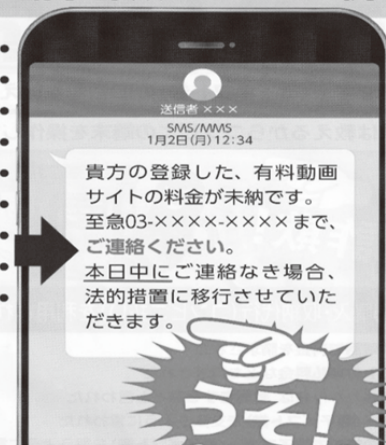 送信者 ×××
SMS/MMS
1月2日(月)12:34
貴方の登録した、有料動画
サイトの料金が未納です。
至急03-××××-××××まで、
ご連絡ください。
本日中にご連絡なき場合、
法的措置に移行させていた
だきます。
うそ!